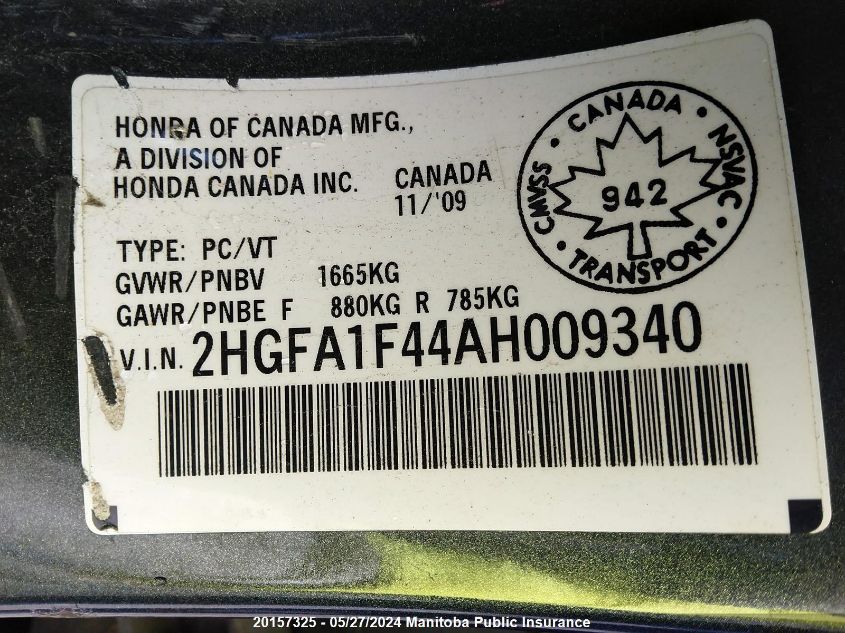 HONDA OF CANADA MFG.,
A DIVISION OF
HONDA CANADA INC.
CANADA
11/'09
CANADA • NSVAC • TRANSPORT • CMVSS •
942
TYPE: PC/VT
GVWR/PNBV 1665KG
GAWR/PNBE F 880KG R 785KG
V.I.N. 2HGFA1F44AH009340
20157325 - 05/27/2024 Manitoba Public Insurance